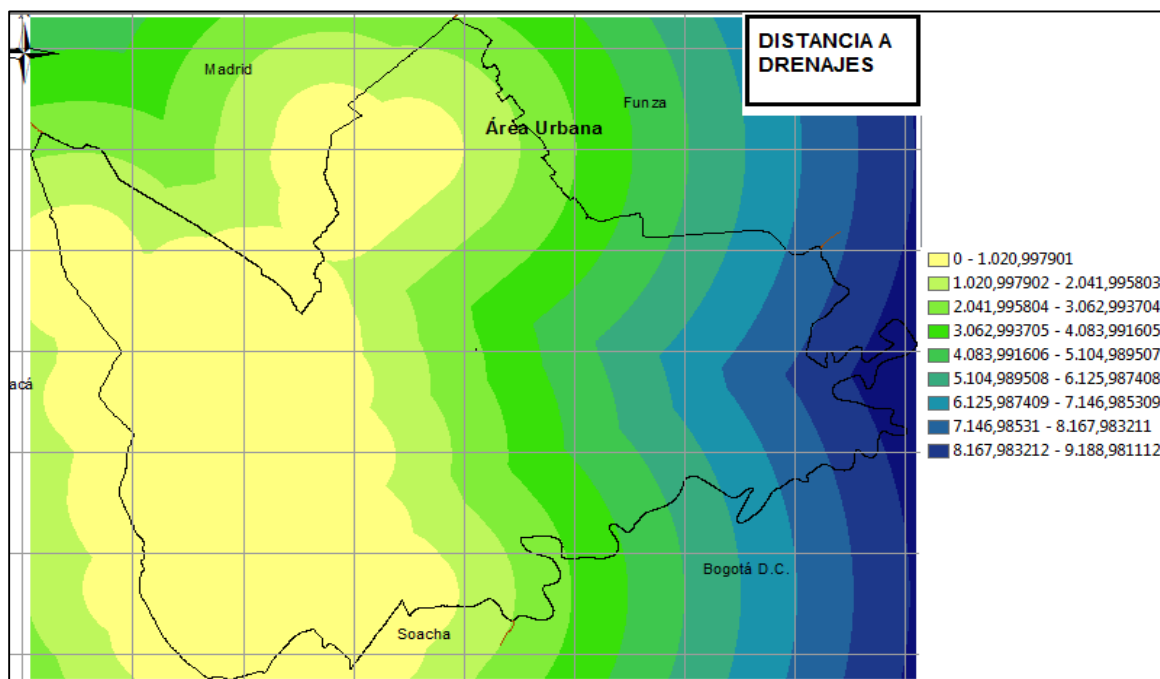 DISTANCIA A
DRENAJES
Madrid
Funza
Área Urbana
acá
Bogotá D.C.
Soacha
0 - 1.020,997901
1.020,997902 - 2.041,995803
2.041,995804 - 3.062,993704
3.062,993705 - 4.083,991605
4.083,991606 - 5.104,989507
5.104,989508 - 6.125,987408
6.125,987409 - 7.146,985309
7.146,98531 - 8.167,983211
8.167,983212 - 9.188,981112